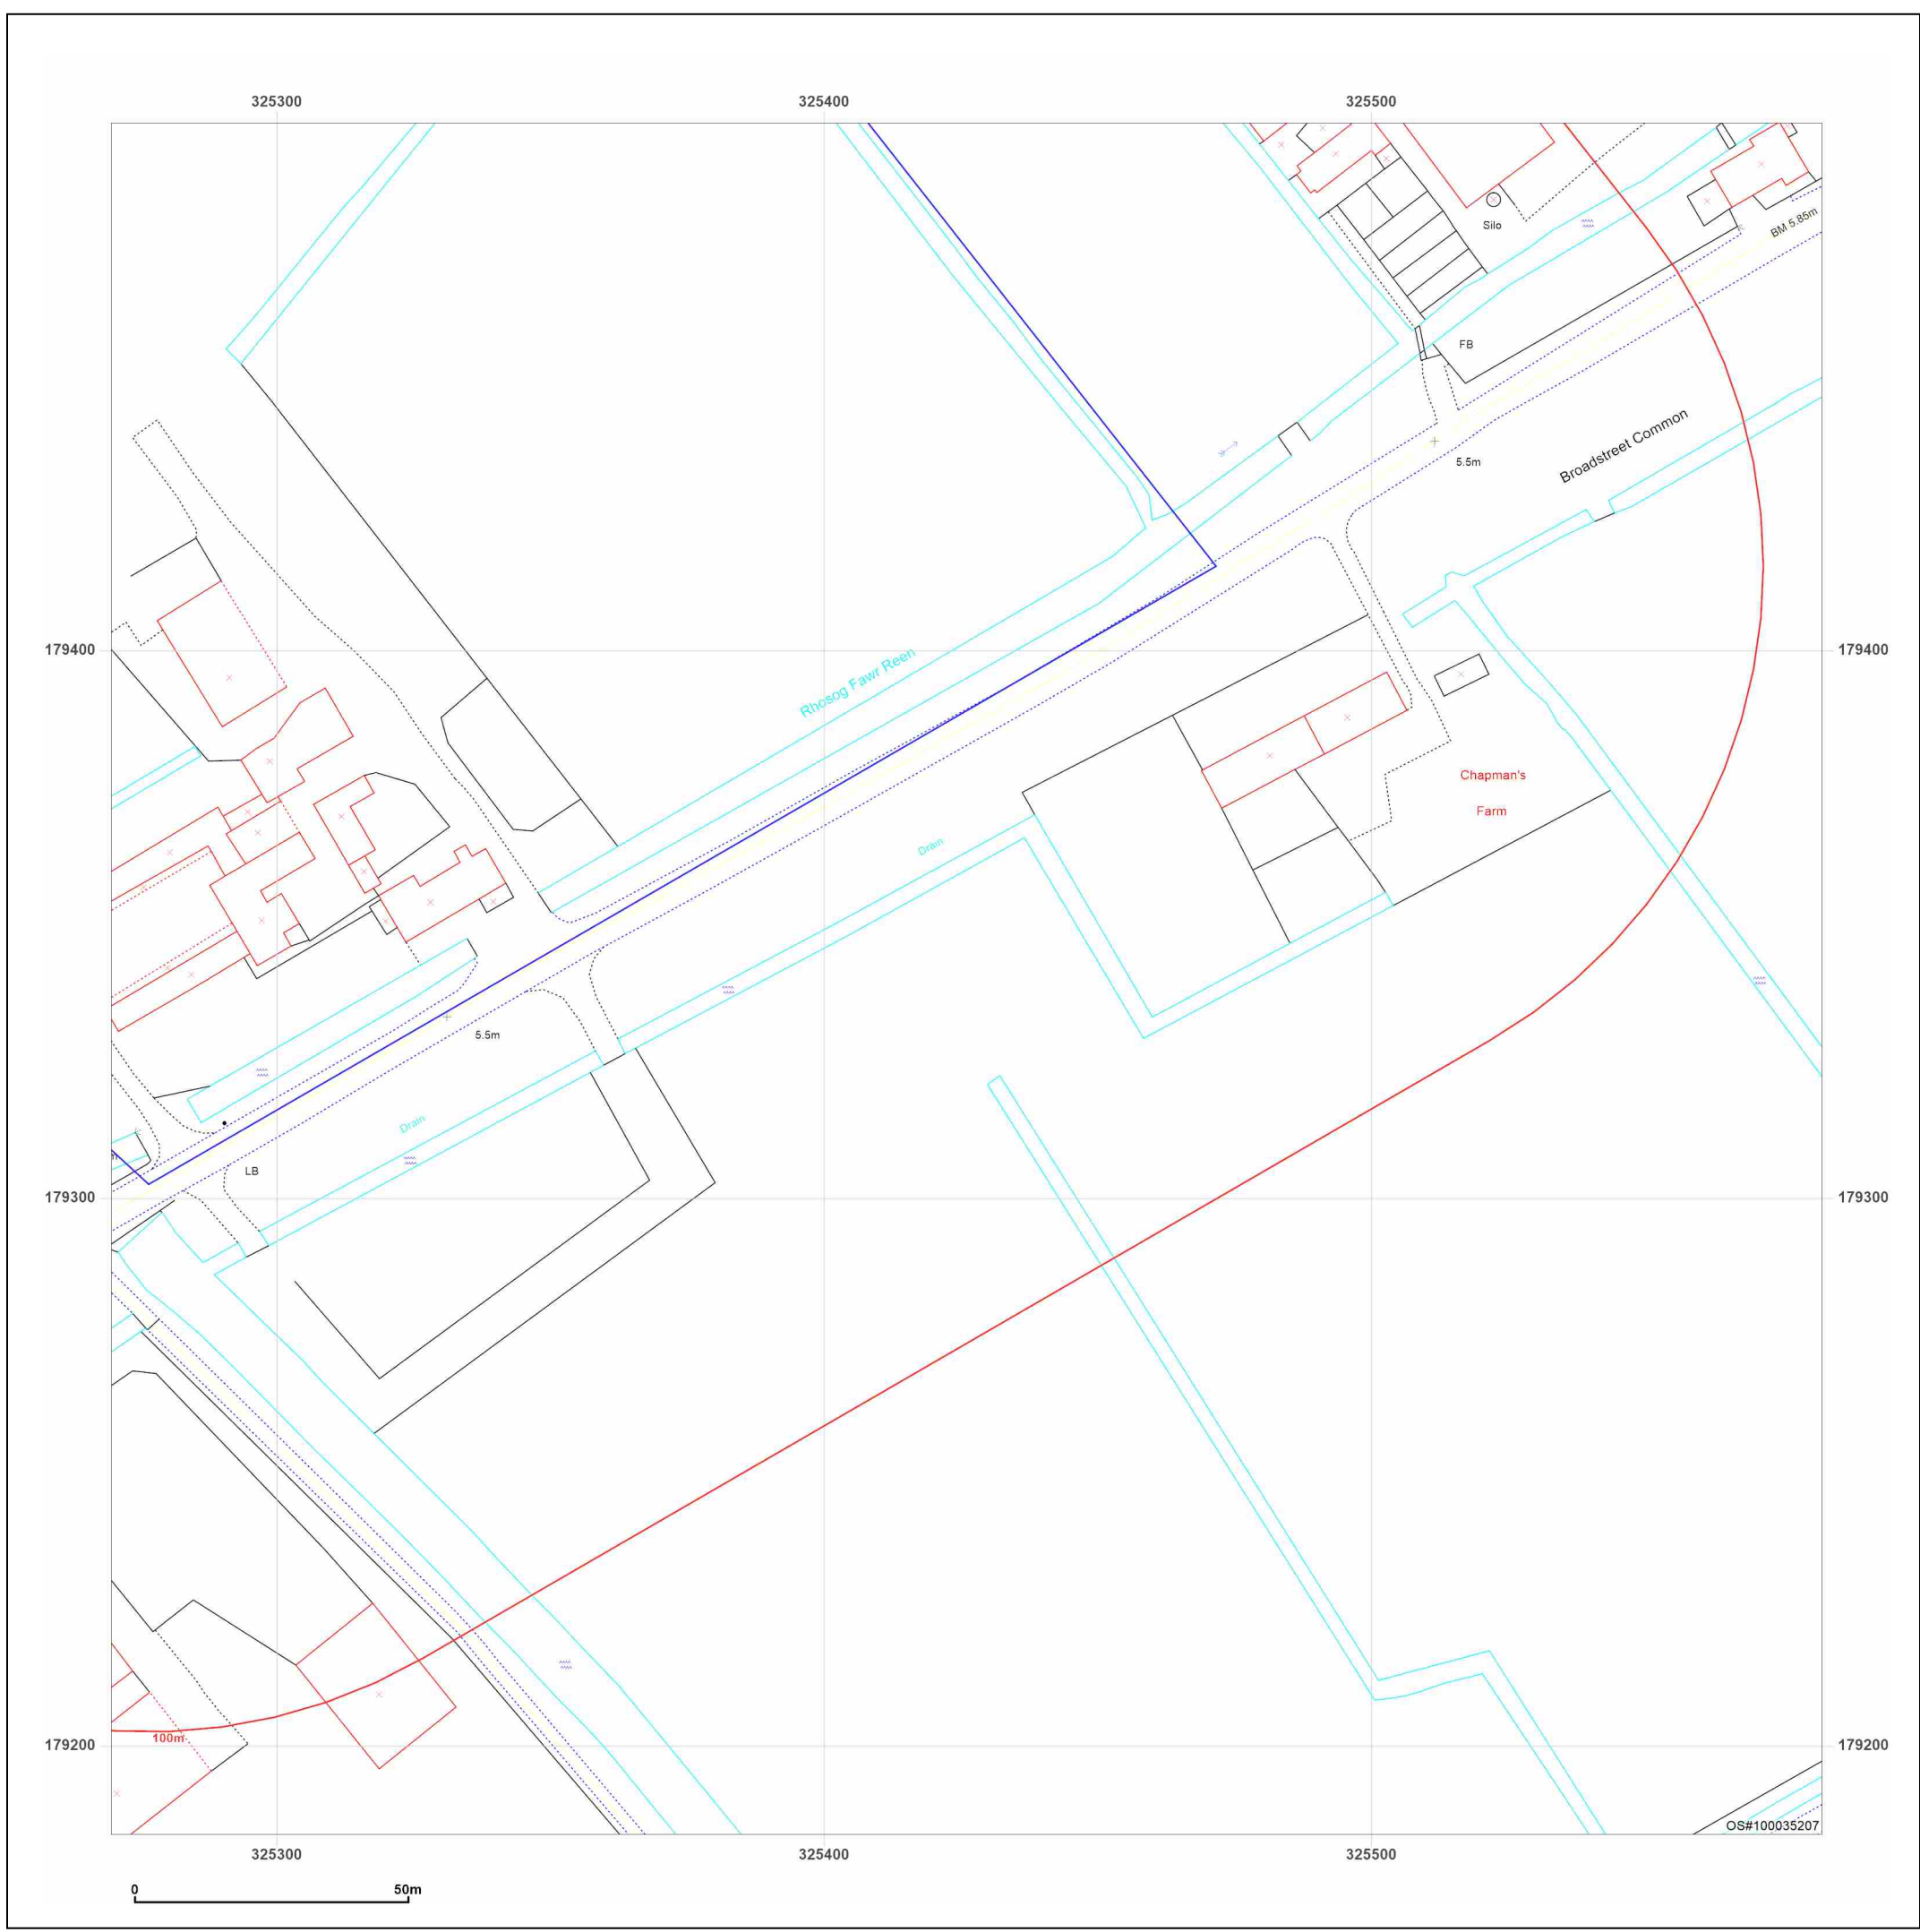 325300
325400
325500
Silo
BM 5.85m
FB
Broadstreet Common
5.5m
179400
179400
Rhosog Fawr Reen
Chapman's
Farm
Drain
5.5m
Drain
LB
179300
179300
100m
179200
179200
OS#100035207
325300
325400
325500
0
50m